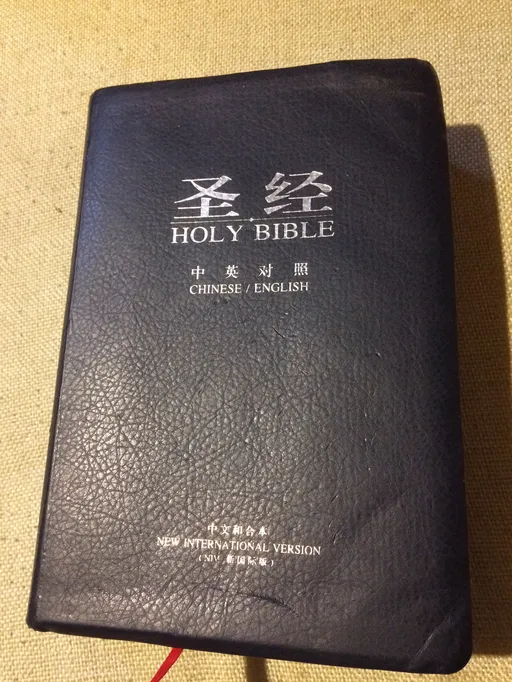 圣经
HOLY BIBLE
中英对照
CHINESE / ENGLISH
中文和合本
NEW INTERNATIONAL VERSION
(NIV 新国际版)